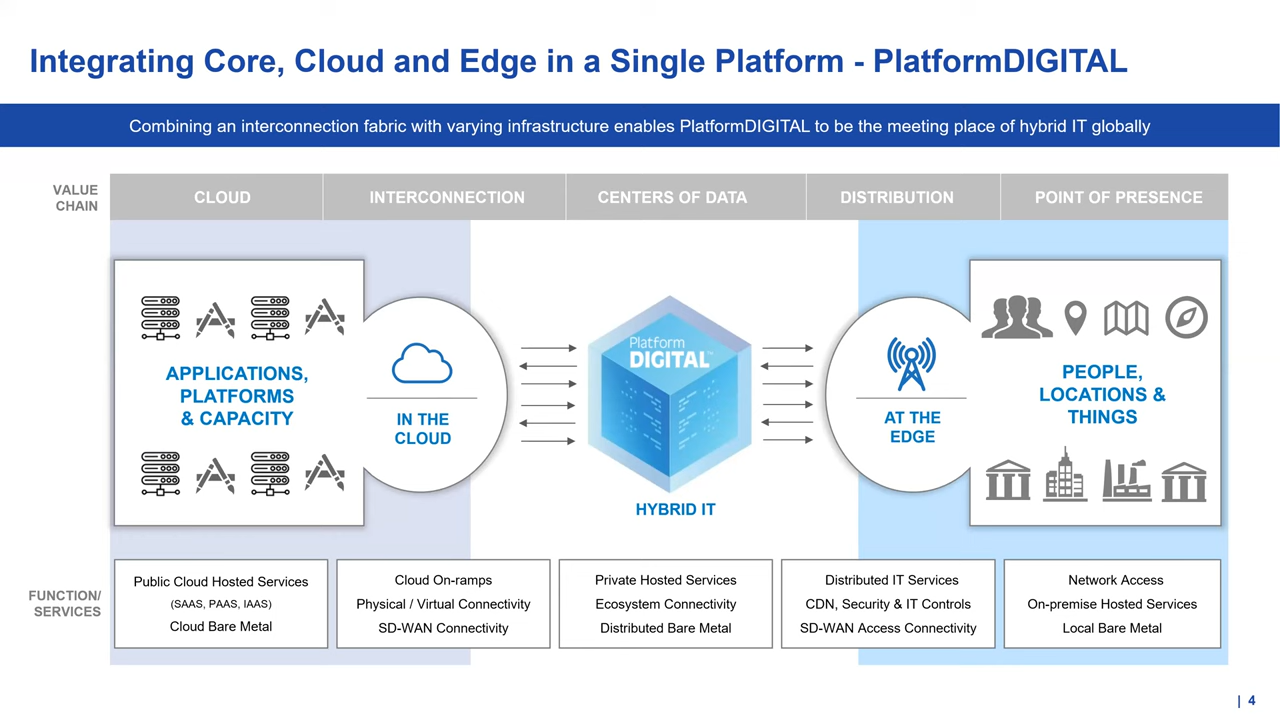 Integrating Core, Cloud and Edge in a Single Platform - PlatformDIGITAL
Combining an interconnection fabric with varying infrastructure enables PlatformDIGITAL to be the meeting place of hybrid IT globally
VALUE
CHAIN
CLOUD
INTERCONNECTION
CENTERS OF DATA
DISTRIBUTION
POINT OF PRESENCE
APPLICATIONS,
PLATFORMS
& CAPACITY
IN THE
CLOUD
Platform
DIGITAL™
HYBRID IT
AT THE
EDGE
PEOPLE,
LOCATIONS &
THINGS
FUNCTION/
SERVICES
Public Cloud Hosted Services
(SAAS, PAAS, IAAS)
Cloud Bare Metal
Cloud On-ramps
Physical / Virtual Connectivity
SD-WAN Connectivity
Private Hosted Services
Ecosystem Connectivity
Distributed Bare Metal
Distributed IT Services
CDN, Security & IT Controls
SD-WAN Access Connectivity
Network Access
On-premise Hosted Services
Local Bare Metal
| 4